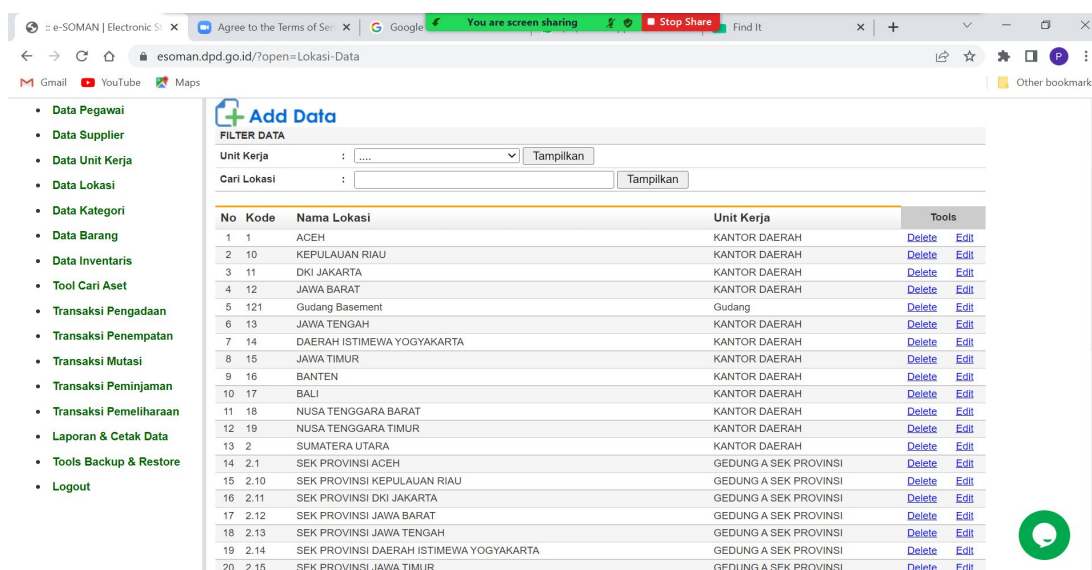 :: e-SOMAN | Electronic St
Agree to the Terms of Ser
Google
You are screen sharing
Stop Share
Find It
esoman.dpd.go.id/?open=Lokasi-Data
P
Gmail YouTube Maps Other bookmark
Data Pegawai
Data Supplier
Data Unit Kerja
Data Lokasi
Data Kategori
Data Barang
Data Inventaris
Tool Cari Aset
Transaksi Pengadaan
Transaksi Penempatan
Transaksi Mutasi
Transaksi Peminjaman
Transaksi Pemeliharaan
Laporan & Cetak Data
Tools Backup & Restore
Logout
Add Data
FILTER DATA
Unit Kerja : .... Tampilkan
Cari Lokasi : Tampilkan
No Kode Nama Lokasi Unit Kerja Tools
1 1 ACEH KANTOR DAERAH Delete Edit
2 10 KEPULAUAN RIAU KANTOR DAERAH Delete Edit
3 11 DKI JAKARTA KANTOR DAERAH Delete Edit
4 12 JAWA BARAT KANTOR DAERAH Delete Edit
5 121 Gudang Basement Gudang Delete Edit
6 13 JAWA TENGAH KANTOR DAERAH Delete Edit
7 14 DAERAH ISTIMEWA YOGYAKARTA KANTOR DAERAH Delete Edit
8 15 JAWA TIMUR KANTOR DAERAH Delete Edit
9 16 BANTEN KANTOR DAERAH Delete Edit
10 17 BALI KANTOR DAERAH Delete Edit
11 18 NUSA TENGGARA BARAT KANTOR DAERAH Delete Edit
12 19 NUSA TENGGARA TIMUR KANTOR DAERAH Delete Edit
13 2 SUMATERA UTARA KANTOR DAERAH Delete Edit
14 2.1 SEK PROVINSI ACEH GEDUNG A SEK PROVINSI Delete Edit
15 2.10 SEK PROVINSI KEPULAUAN RIAU GEDUNG A SEK PROVINSI Delete Edit
16 2.11 SEK PROVINSI DKI JAKARTA GEDUNG A SEK PROVINSI Delete Edit
17 2.12 SEK PROVINSI JAWA BARAT GEDUNG A SEK PROVINSI Delete Edit
18 2.13 SEK PROVINSI JAWA TENGAH GEDUNG A SEK PROVINSI Delete Edit
19 2.14 SEK PROVINSI DAERAH ISTIMEWA YOGYAKARTA GEDUNG A SEK PROVINSI Delete Edit
20 2.15 SEK PROVINSI JAWA TIMUR GEDUNG A SEK PROVINSI Delete Edit